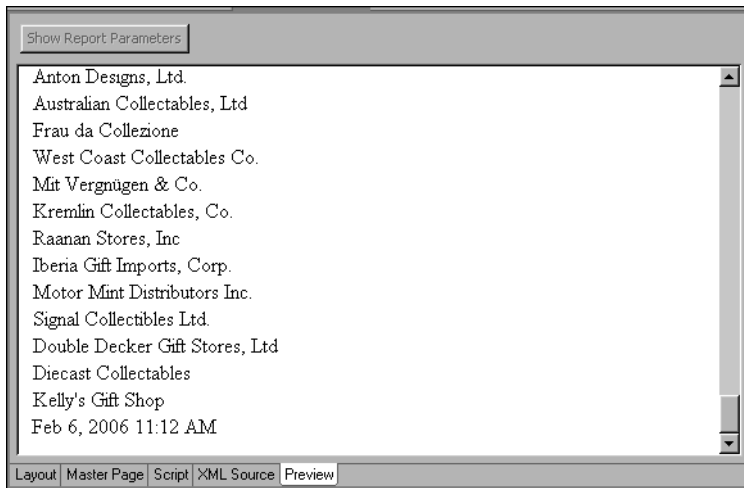 Show Report Parameters
Anton Designs, Ltd.
Australian Collectables, Ltd
Frau da Collezione
West Coast Collectables Co.
Mit Vergnügen & Co.
Kremlin Collectables, Co.
Raanan Stores, Inc
Iberia Gift Imports, Corp.
Motor Mint Distributors Inc.
Signal Collectibles Ltd.
Double Decker Gift Stores, Ltd
Diecast Collectables
Kelly's Gift Shop
Feb 6, 2006 11:12 AM
Layout Master Page Script XML Source Preview